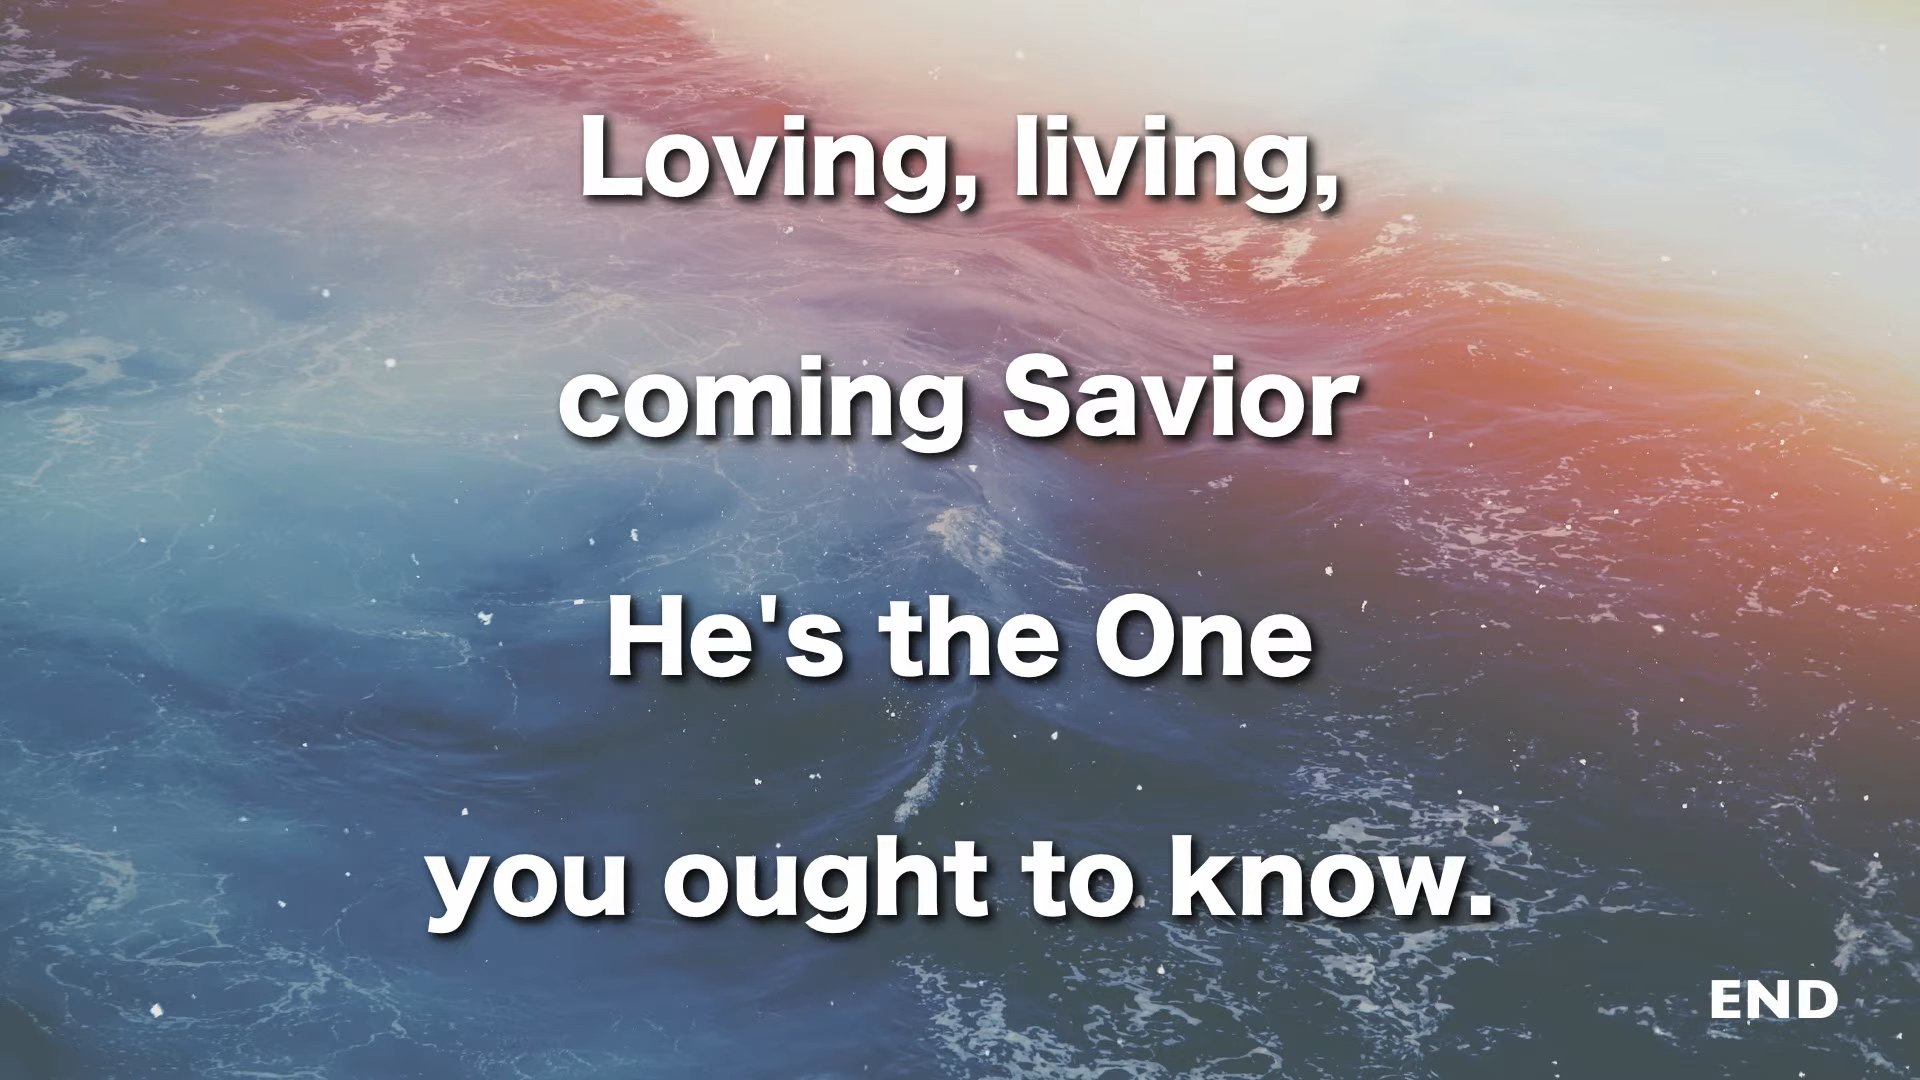 Loving, living,
coming Savior
He's the One
you ought to know.
END